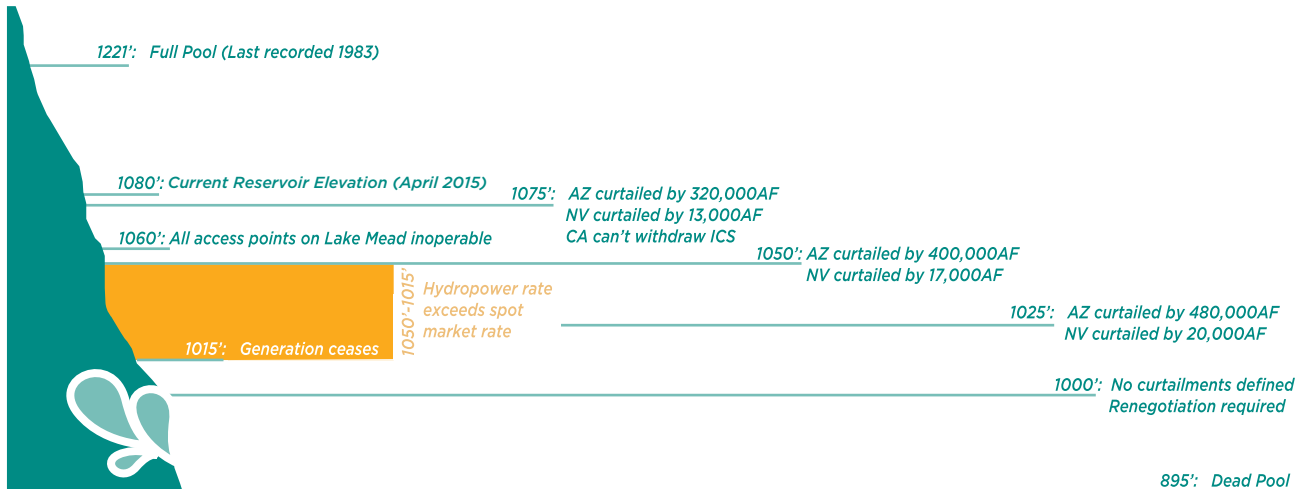 1221’: Full Pool (Last recorded 1983)
1080’: Current Reservoir Elevation (April 2015)
1075’: AZ curtailed by 320,000AF
NV curtailed by 13,000AF
CA can’t withdraw ICS
1060’: All access points on Lake Mead inoperable
1050’: AZ curtailed by 400,000AF
NV curtailed by 17,000AF
1050’-1015’
Hydropower rate
exceeds spot
market rate
1025’: AZ curtailed by 480,000AF
NV curtailed by 20,000AF
1015’: Generation ceases
1000’: No curtailments defined
Renegotiation required
895’: Dead Pool